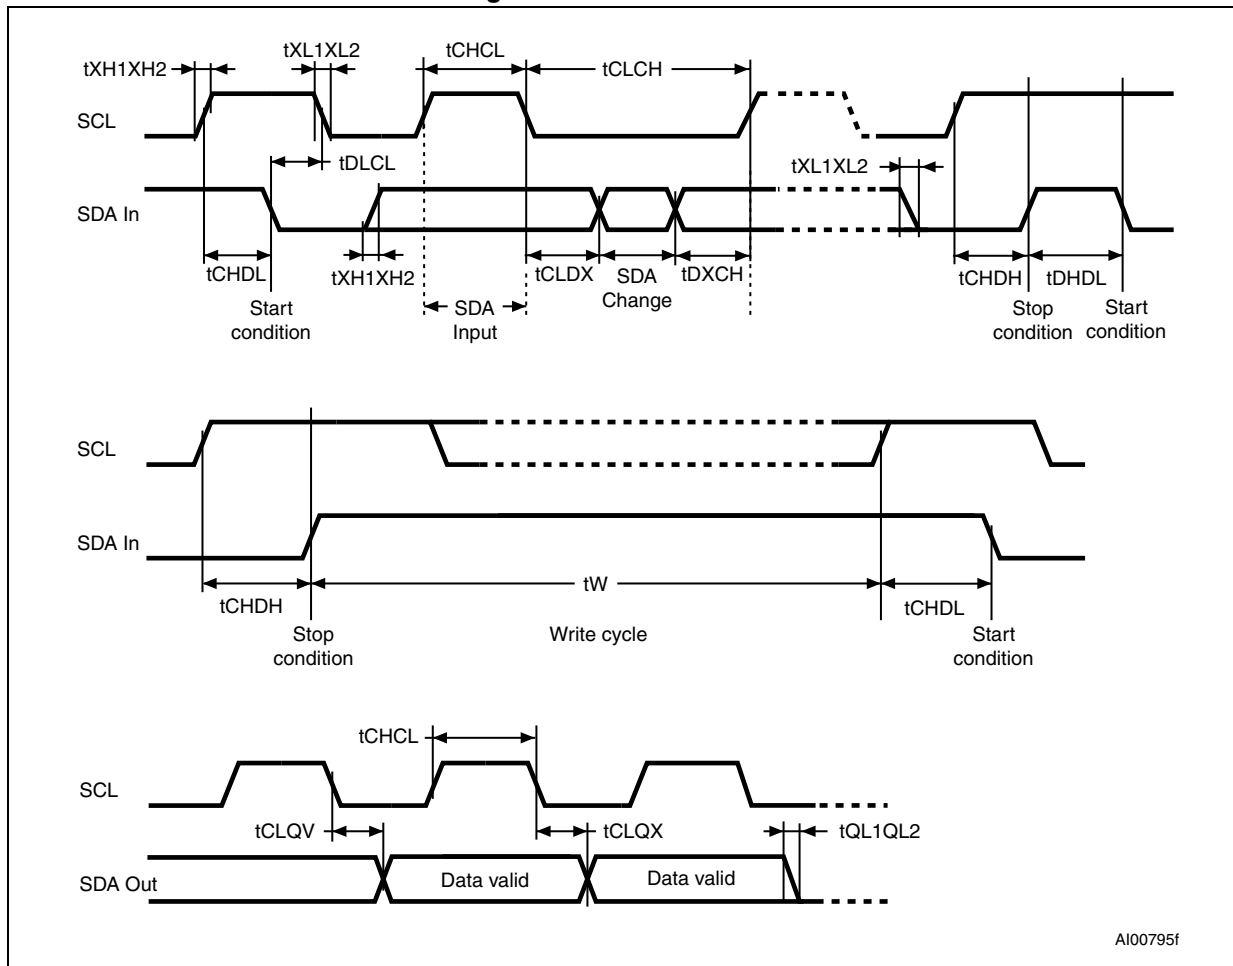 tXL1XL2
tCHCL
tXH1XH2
tCLCH
SCL
tDLCL
tXL1XL2
SDA In
tCHDL
tXH1XH2
tCLDX
SDA
Change
tDXCH
tCHDH
tDHDL
Start
condition
SDA
Input
Stop
condition
Start
condition
SCL
SDA In
tW
tCHDH
tCHDL
Stop
condition
Write cycle
Start
condition
tCHCL
SCL
tCLQV
tCLQX
tQL1QL2
SDA Out
Data valid
Data valid
AI00795f